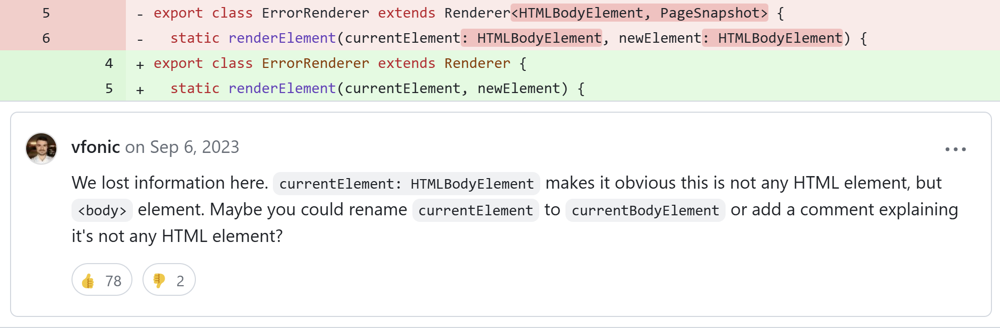 5 - export class ErrorRenderer extends Renderer<HTMLBodyElement, PageSnapshot> {
6 - static renderElement(currentElement: HTMLBodyElement, newElement: HTMLBodyElement) {
4 + export class ErrorRenderer extends Renderer {
5 + static renderElement(currentElement, newElement) {
vfonic on Sep 6, 2023
We lost information here. currentElement: HTMLBodyElement makes it obvious this is not any HTML element, but
<body> element. Maybe you could rename currentElement to currentBodyElement or add a comment explaining
it's not any HTML element?
👍 78 👎 2